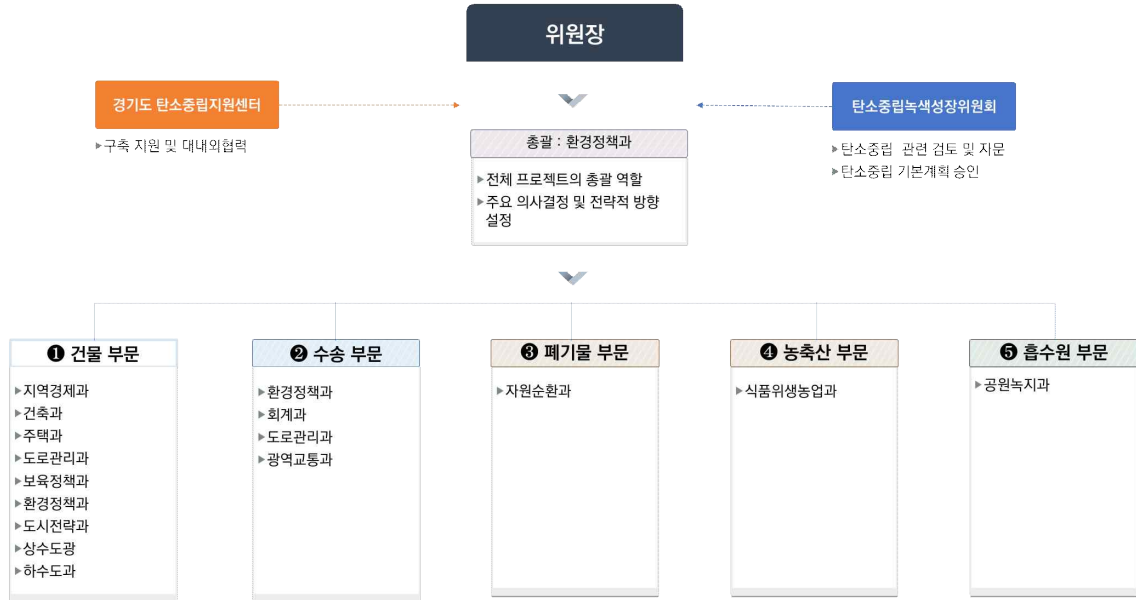 위원장
경기도 탄소중립지원센터
▶구축 지원 및 대내외협력
탄소중립녹색성장위원회
▶탄소중립 관련 검토 및 자문
▶탄소중립 기본계획 승인
총괄 : 환경정책과
▶전체 프로젝트의 총괄 역할
▶주요 의사결정 및 전략적 방향
설정
❶ 건물 부문
▶지역경제과
▶건축과
▶주택과
▶도로관리과
▶보육정책과
▶환경정책과
▶도시전략과
▶상수도광
▶하수도과
❷ 수송 부문
▶환경정책과
▶회계과
▶도로관리과
▶광역교통과
❸ 폐기물 부문
▶자원순환과
❹ 농축산 부문
▶식품위생농업과
❺ 흡수원 부문
▶공원녹지과